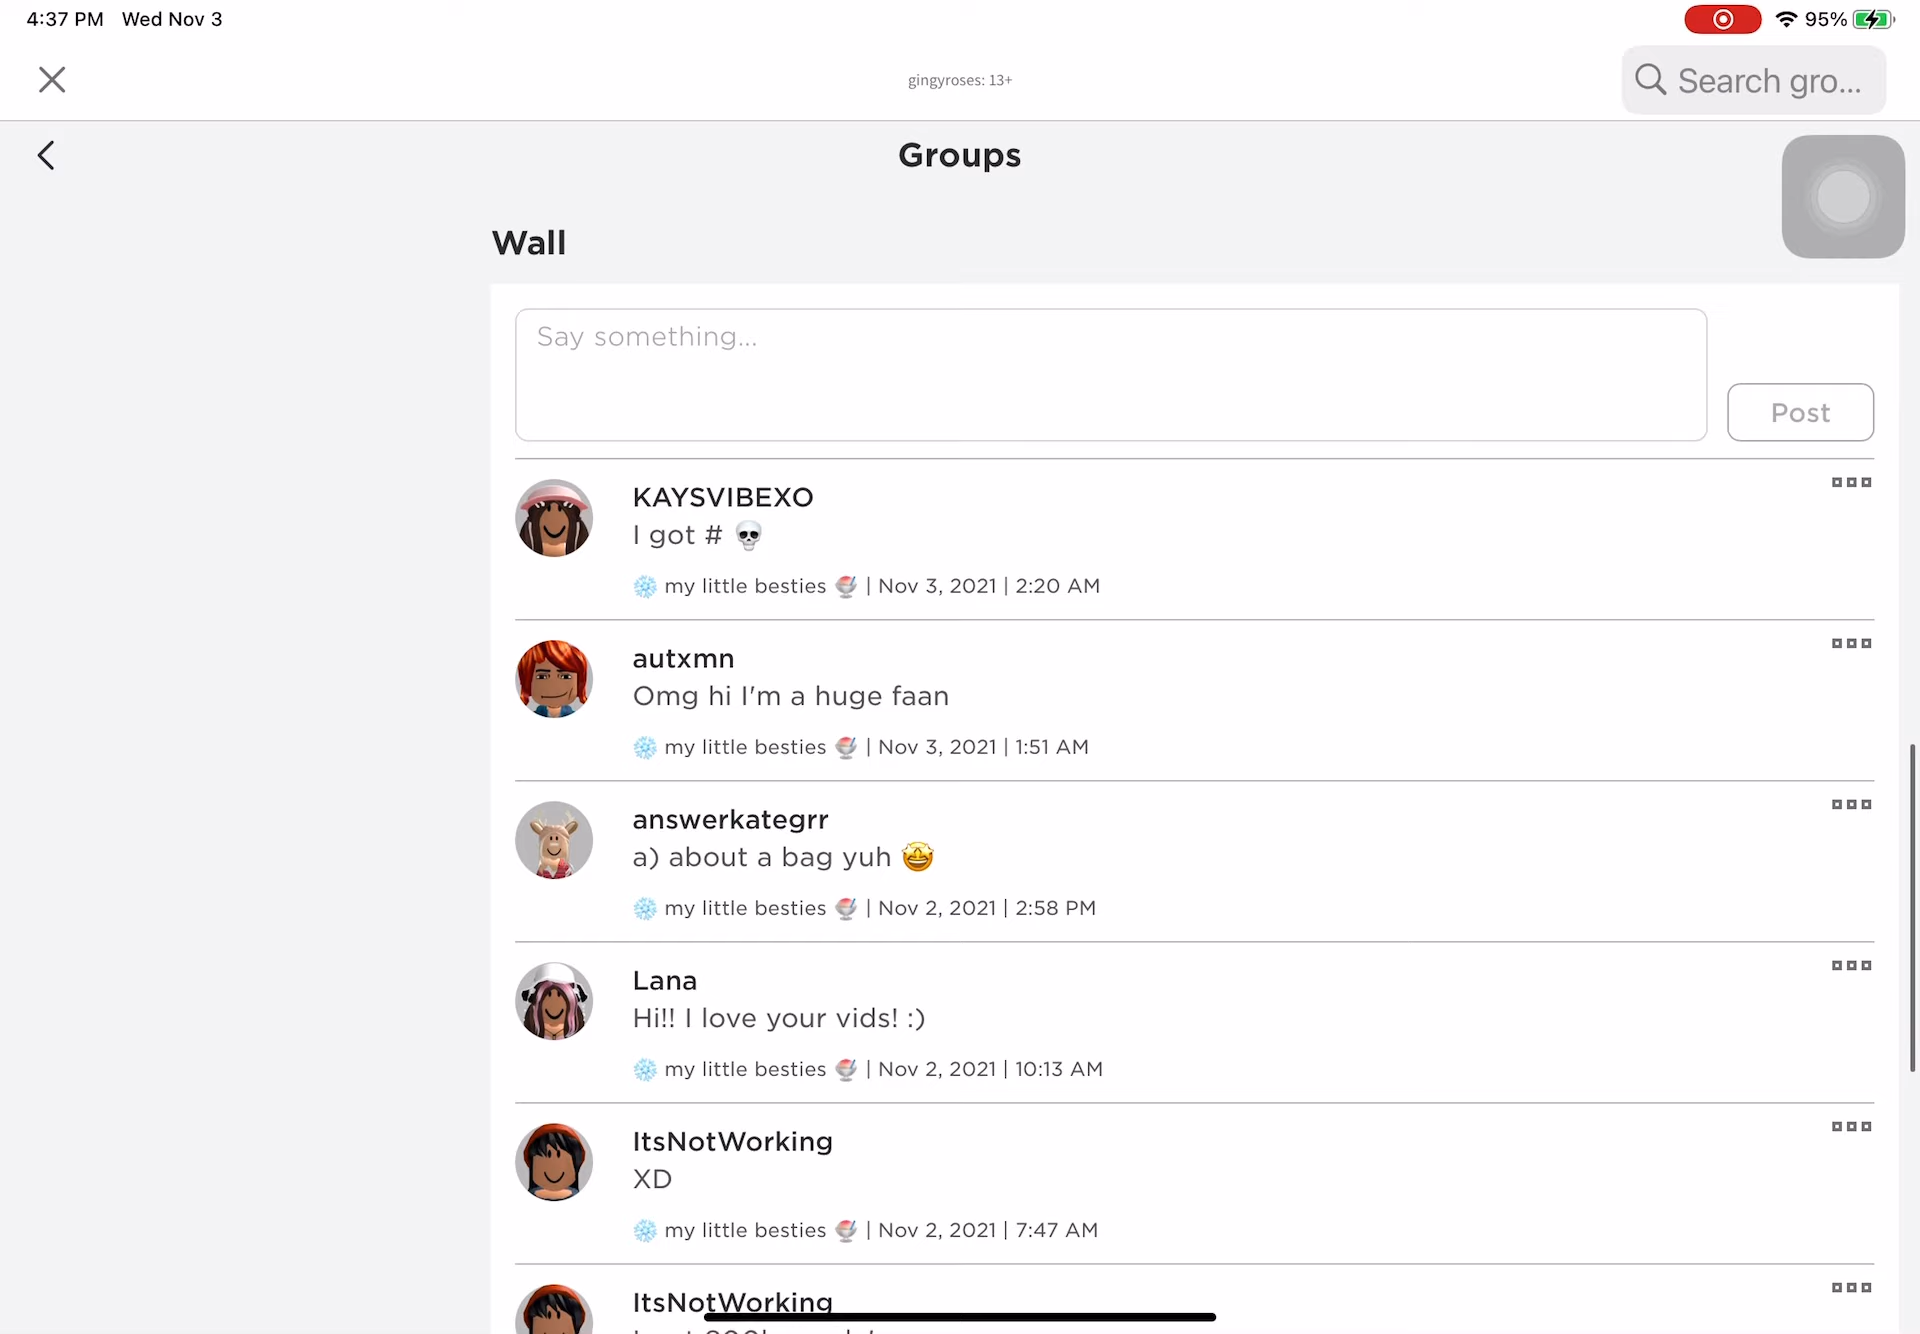 4:37 PM Wed Nov 3
95%
gingyroses: 13+
Search gro...
Groups
Wall
Say something...
Post
KAYSVIBEXO
I got # 💀
❄️ my little besties 🍧 | Nov 3, 2021 | 2:20 AM
autxmn
Omg hi I'm a huge faan
❄️ my little besties 🍧 | Nov 3, 2021 | 1:51 AM
answerkategrr
a) about a bag yuh 🤩
❄️ my little besties 🍧 | Nov 2, 2021 | 2:58 PM
Lana
Hi!! I love your vids! :)
❄️ my little besties 🍧 | Nov 2, 2021 | 10:13 AM
ItsNotWorking
XD
❄️ my little besties 🍧 | Nov 2, 2021 | 7:47 AM
ItsNotWorking